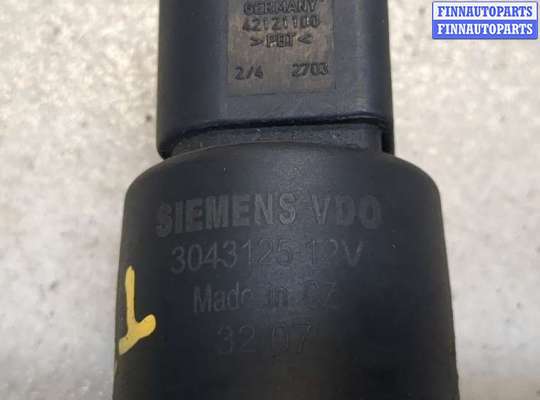 FINNAUTOPARTS
FINNAUTOPARTS
GERMANY
42121100
>PBT<
2/4 2703
SIEMENS VDO
3043125 12V
Made in CZ
32 07
T